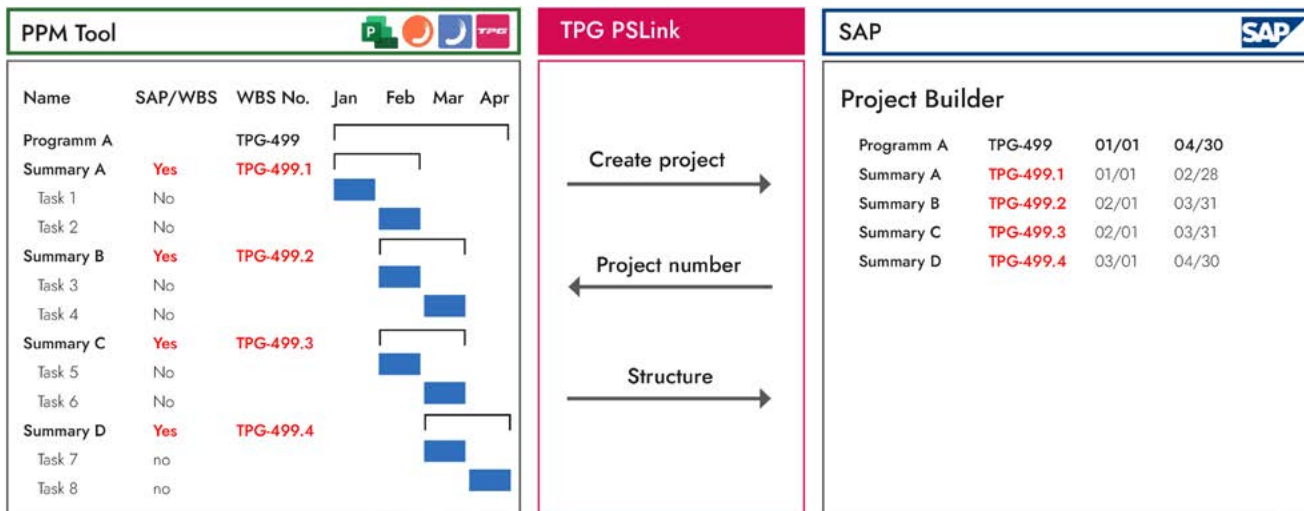 PPM Tool
P
TPG
Name SAP/WBS WBS No. Jan Feb Mar Apr
Programm A TPG-499
Summary A Yes TPG-499.1
Task 1 No
Task 2 No
Summary B Yes TPG-499.2
Task 3 No
Task 4 No
Summary C Yes TPG-499.3
Task 5 No
Task 6 No
Summary D Yes TPG-499.4
Task 7 no
Task 8 no
TPG PSLink
Create project
Project number
Structure
SAP
SAP
Project Builder
Programm A TPG-499 01/01 04/30
Summary A TPG-499.1 01/01 02/28
Summary B TPG-499.2 02/01 03/31
Summary C TPG-499.3 02/01 03/31
Summary D TPG-499.4 03/01 04/30